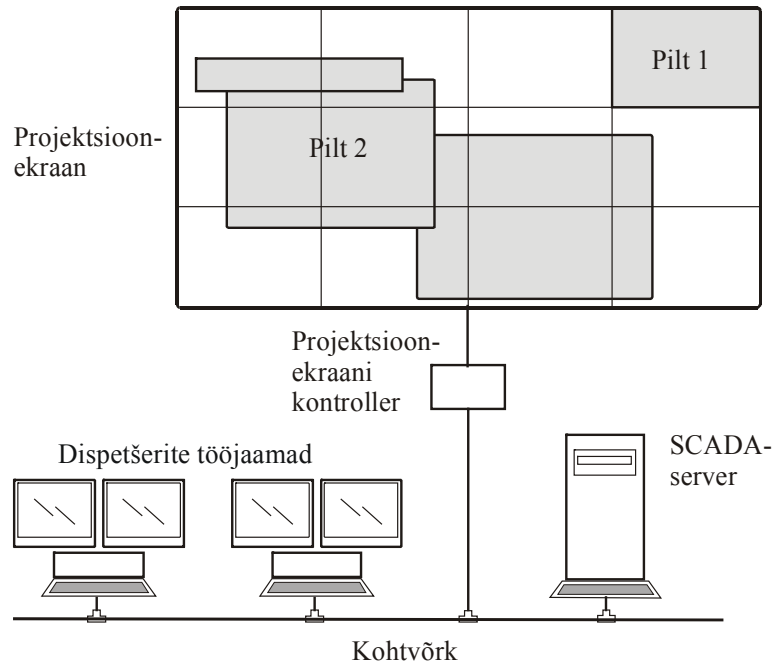 Pilt 1
Projektsioon-
ekraan
Pilt 2
Projektsioon-
ekraani
kontroller
Dispetšerite tööjaamad
SCADA-
server
Kohtvõrk